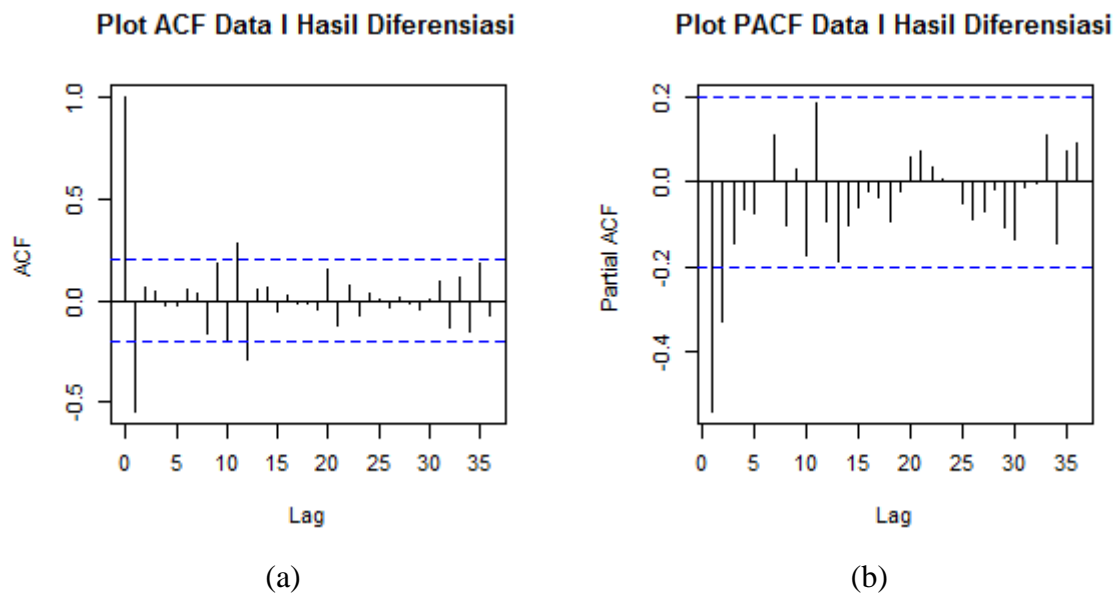 Plot ACF Data I Hasil Diferensiasi
ACF
1.0
0.5
0.0
-0.5
0 5 10 15 20 25 30 35
Lag
(a)
Plot PACF Data I Hasil Diferensiasi
Partial ACF
0.2
0.0
-0.2
-0.4
0 5 10 15 20 25 30 35
Lag
(b)